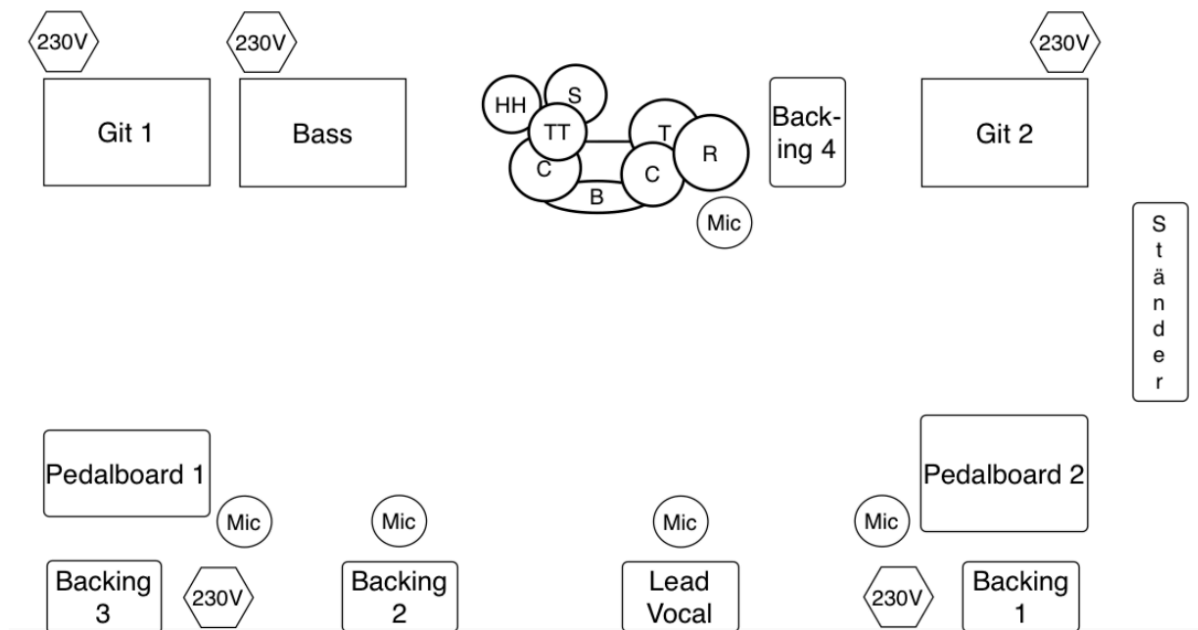 230V
230V
230V
Git 1
Bass
HH
S
TT
T
R
C
C
B
Back-
ing 4
Git 2
Mic
S
t
ä
n
d
e
r
Pedalboard 1
Pedalboard 2
Mic
Mic
Mic
Mic
Backing
3
230V
Backing
2
Lead
Vocal
230V
Backing
1